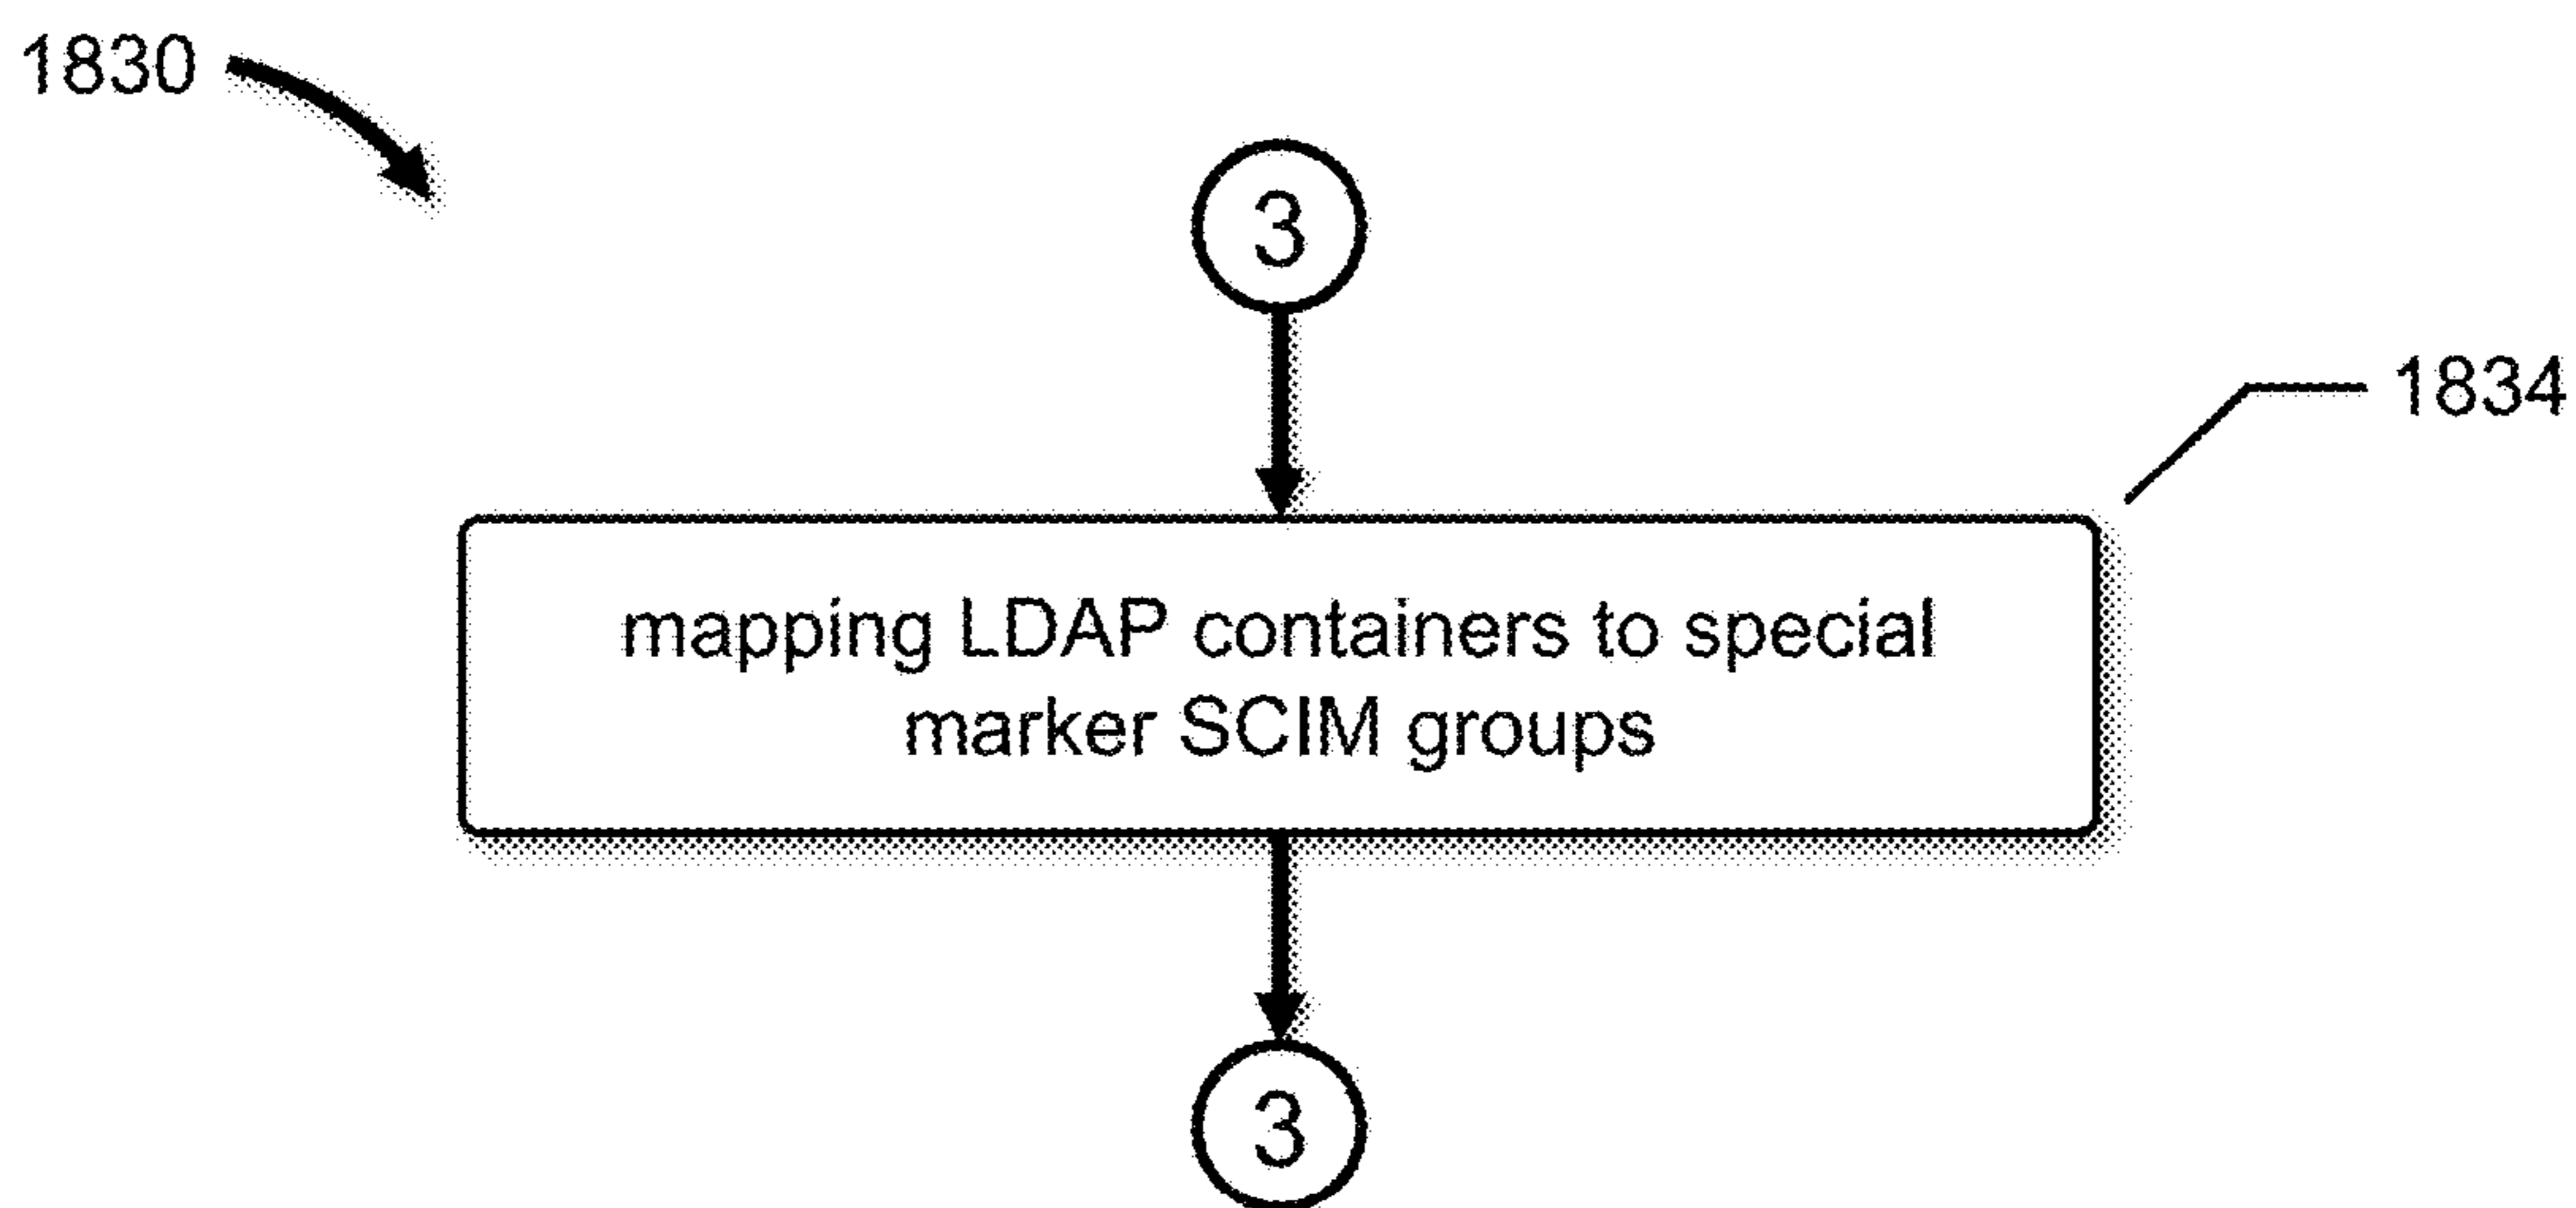 1830
3
1834
mapping LDAP containers to special
marker SCIM groups
3